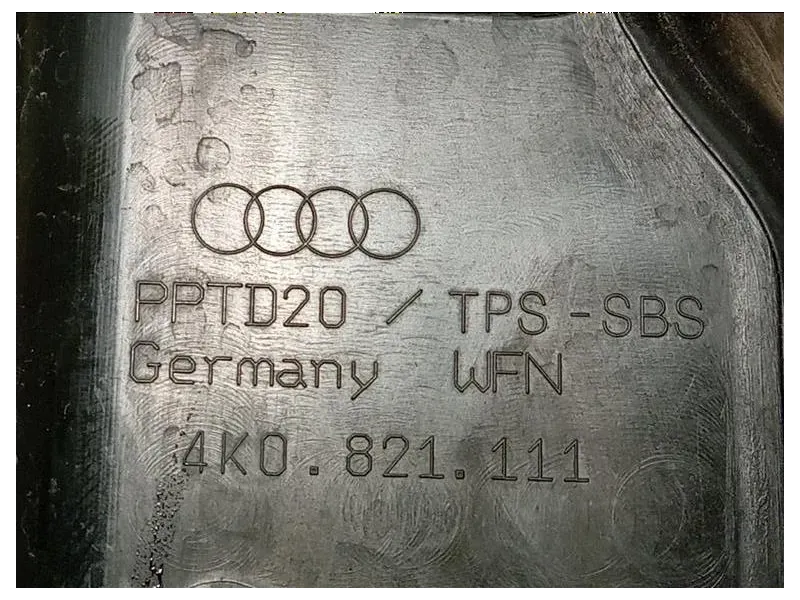 PPTD20 / TPS-SBS
Germany WFN
4K0.821.111